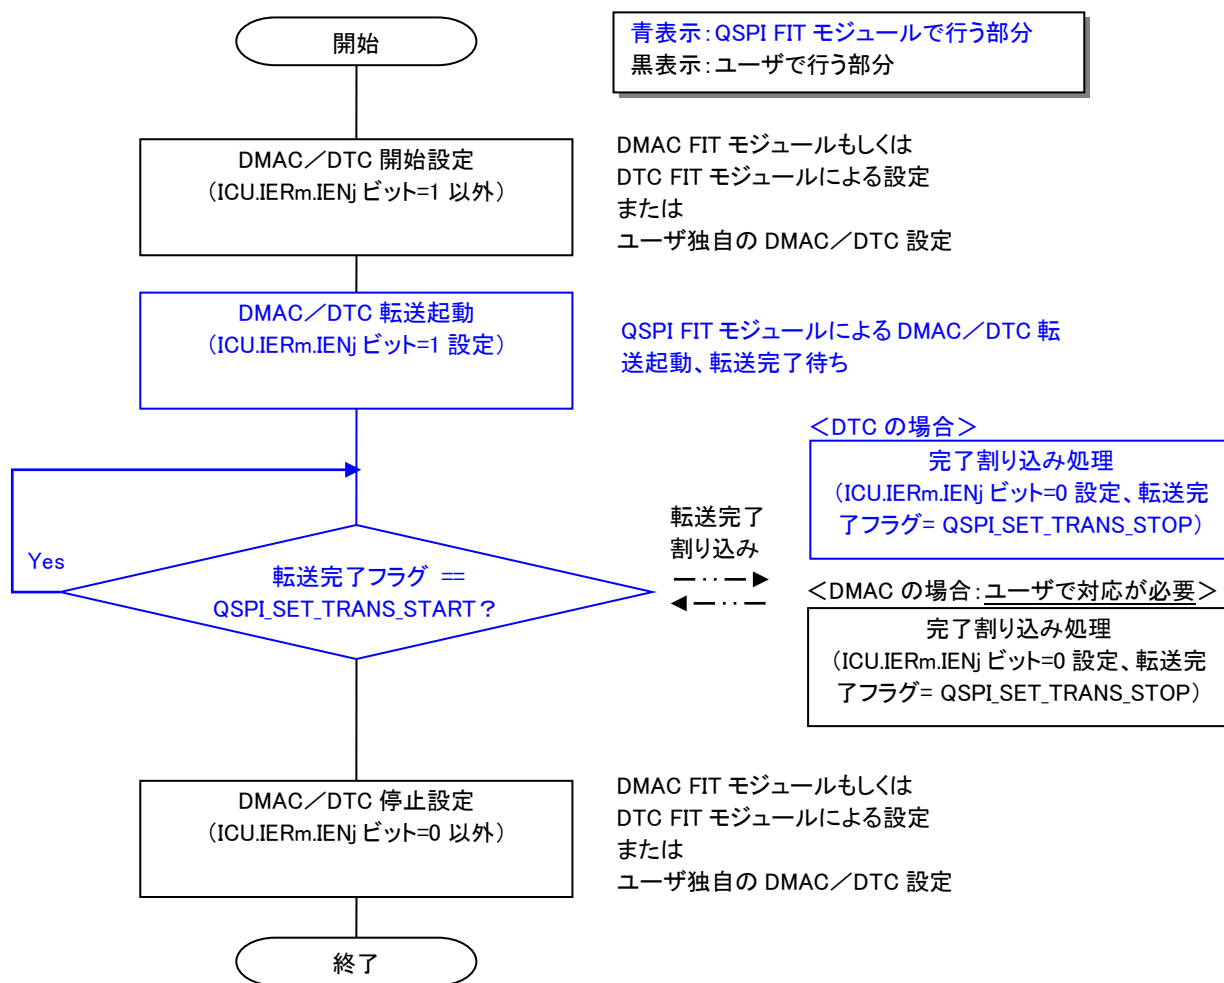 開始
青表示：QSPI FIT モジュールで行う部分
黒表示：ユーザで行う部分
DMAC／DTC 開始設定
（ICU.IERm.IENj ビット=1 以外）
DMAC FIT モジュールもしくは
DTC FIT モジュールによる設定
または
ユーザ独自の DMAC／DTC 設定
DMAC／DTC 転送起動
（ICU.IERm.IENj ビット=1 設定）
QSPI FIT モジュールによる DMAC／DTC 転
送起動、転送完了待ち
＜DTC の場合＞
完了割り込み処理
（ICU.IERm.IENj ビット=0 設定、転送完
了フラグ= QSPI_SET_TRANS_STOP）
転送完了
割り込み
Yes
転送完了フラグ ==
QSPI_SET_TRANS_START？
＜DMAC の場合：ユーザで対応が必要＞
完了割り込み処理
（ICU.IERm.IENj ビット=0 設定、転送完
了フラグ= QSPI_SET_TRANS_STOP）
DMAC／DTC 停止設定
（ICU.IERm.IENj ビット=0 以外）
DMAC FIT モジュールもしくは
DTC FIT モジュールによる設定
または
ユーザ独自の DMAC／DTC 設定
終了